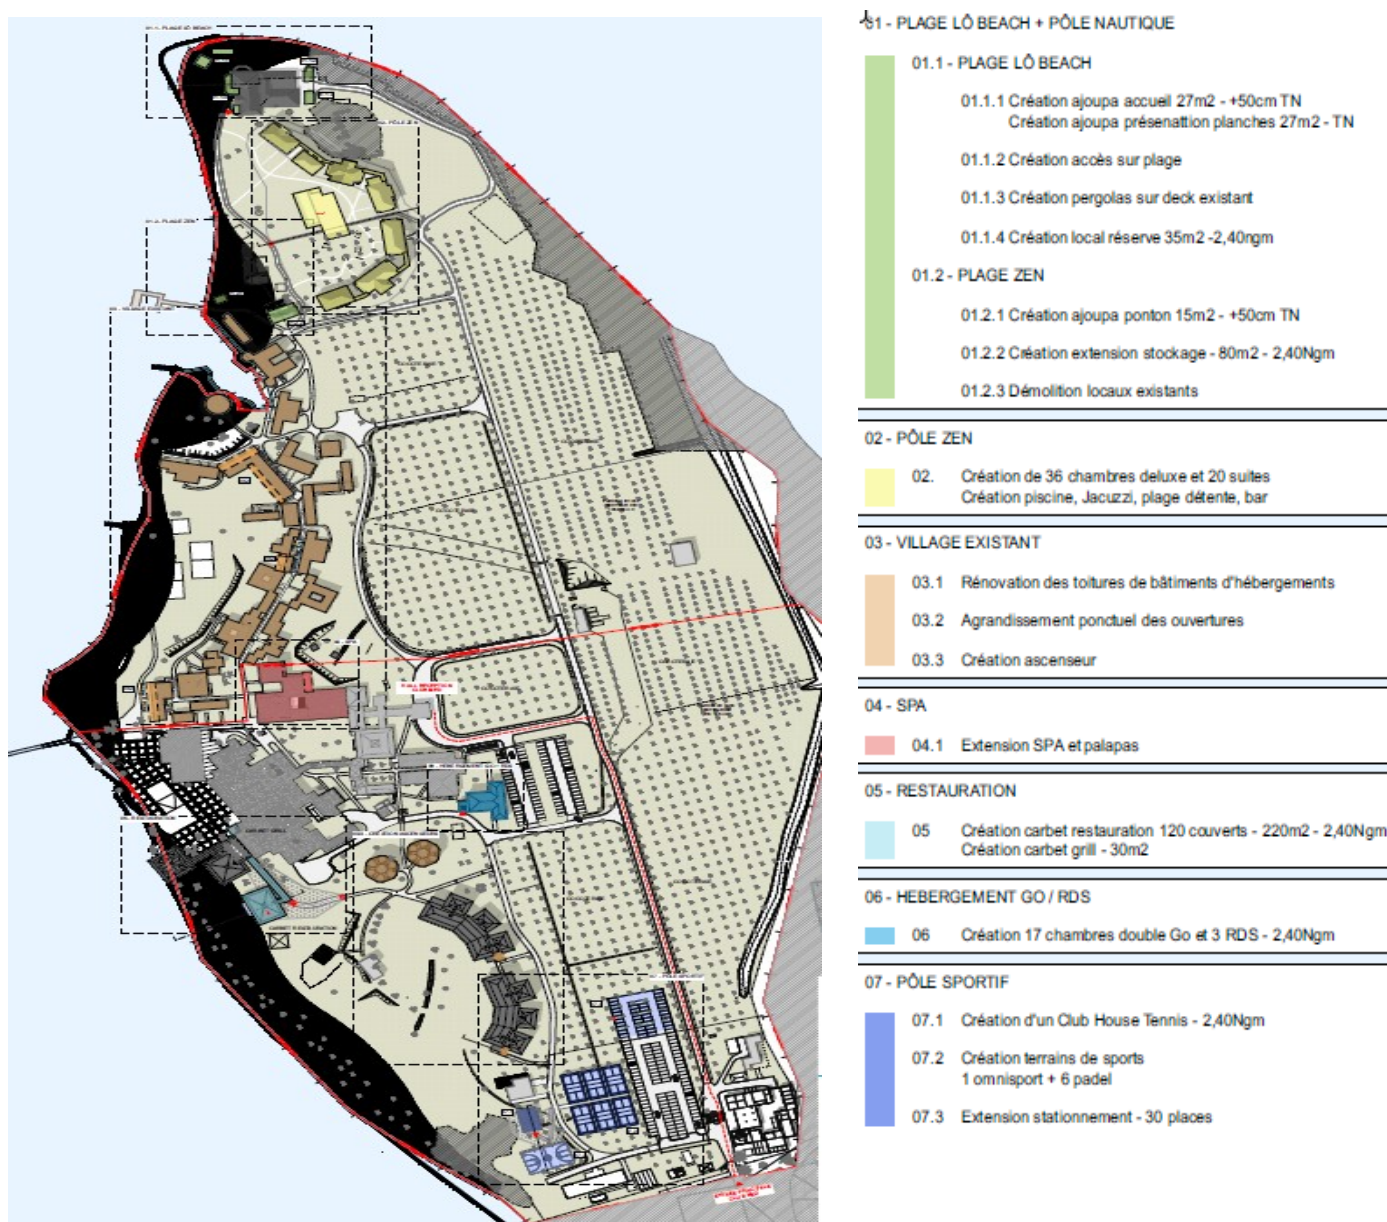 01 - PLAGE LÔ BEACH + PÔLE NAUTIQUE
01.1 - PLAGE LÔ BEACH
01.1.1 Création ajoupa accueil 27m2 - +50cm TN
Création ajoupa présenattion planches 27m2 - TN
01.1.2 Création accès sur plage
01.1.3 Création pergolas sur deck existant
01.1.4 Création local réserve 35m2 -2,40ngm
01.2 - PLAGE ZEN
01.2.1 Création ajoupa ponton 15m2 - +50cm TN
01.2.2 Création extension stockage - 80m2 - 2,40Ngm
01.2.3 Démolition locaux existants
02 - PÔLE ZEN
02. Création de 36 chambres deluxe et 20 suites
Création piscine, Jacuzzi, plage détente, bar
03 - VILLAGE EXISTANT
03.1 Rénovation des toitures de bâtiments d'hébergements
03.2 Agrandissement ponctuel des ouvertures
03.3 Création ascenseur
04 - SPA
04.1 Extension SPA et palapas
05 - RESTAURATION
05 Création carbet restauration 120 couverts - 220m2 - 2,40Ngm
Création carbet grill - 30m2
06 - HEBERGEMENT GO / RDS
06 Création 17 chambres double Go et 3 RDS - 2,40Ngm
07 - PÔLE SPORTIF
07.1 Création d'un Club House Tennis - 2,40Ngm
07.2 Création terrains de sports
1 omnisport + 6 padel
07.3 Extension stationnement - 30 places
CARBET GRILL
CARBET RESTAURATION